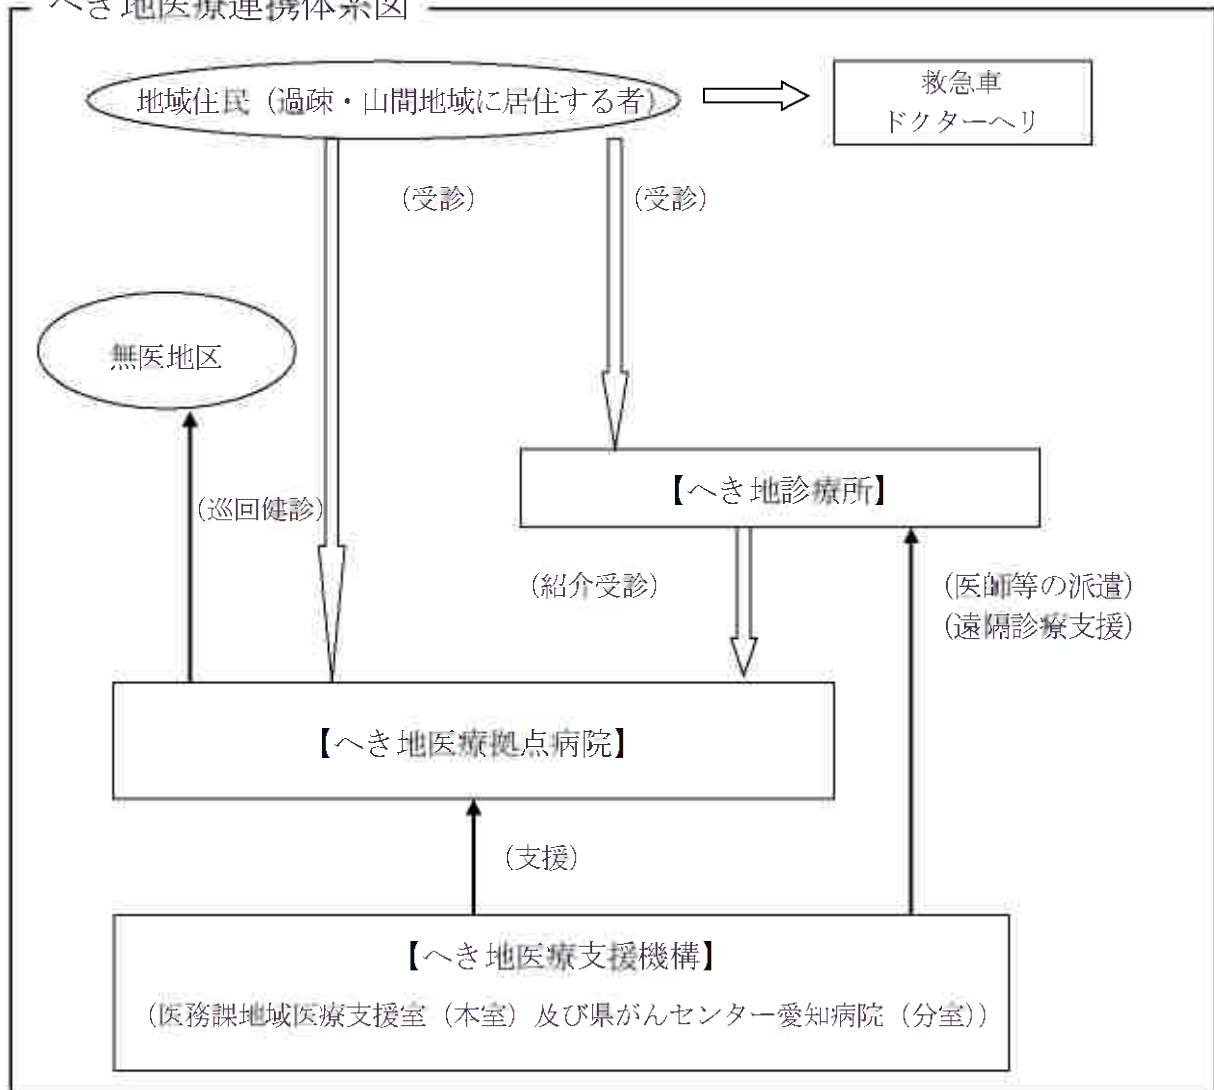 へき地医療連携体系図
地域住民（過疎・山間地域に居住する者）
救急車
ドクターヘリ
（受診）
（受診）
無医地区
（巡回健診）
【へき地診療所】
（紹介受診）
（医師等の派遣）
（遠隔診療支援）
【へき地医療拠点病院】
（支援）
【へき地医療支援機構】
（医務課地域医療支援室（本室）及び県がんセンター愛知病院（分室））